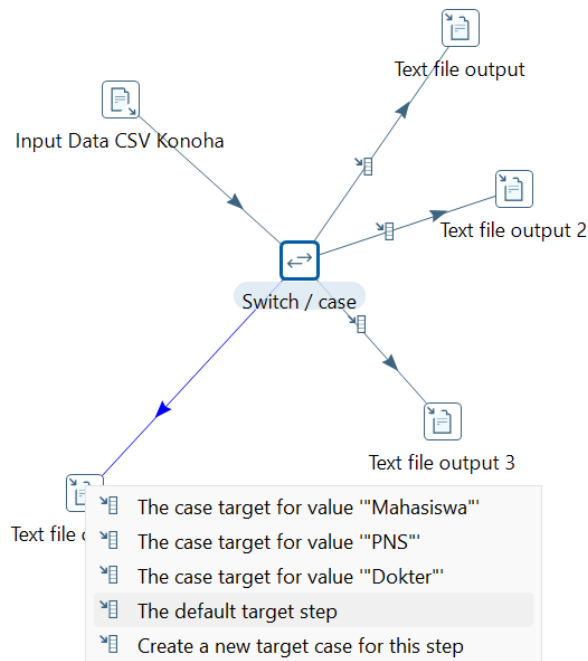 Text file output
Input Data CSV Konoha
Text file output 2
Switch / case
Text file output 3
Text file
The case target for value '"Mahasiswa"'
The case target for value '"PNS"'
The case target for value '"Dokter"'
The default target step
Create a new target case for this step